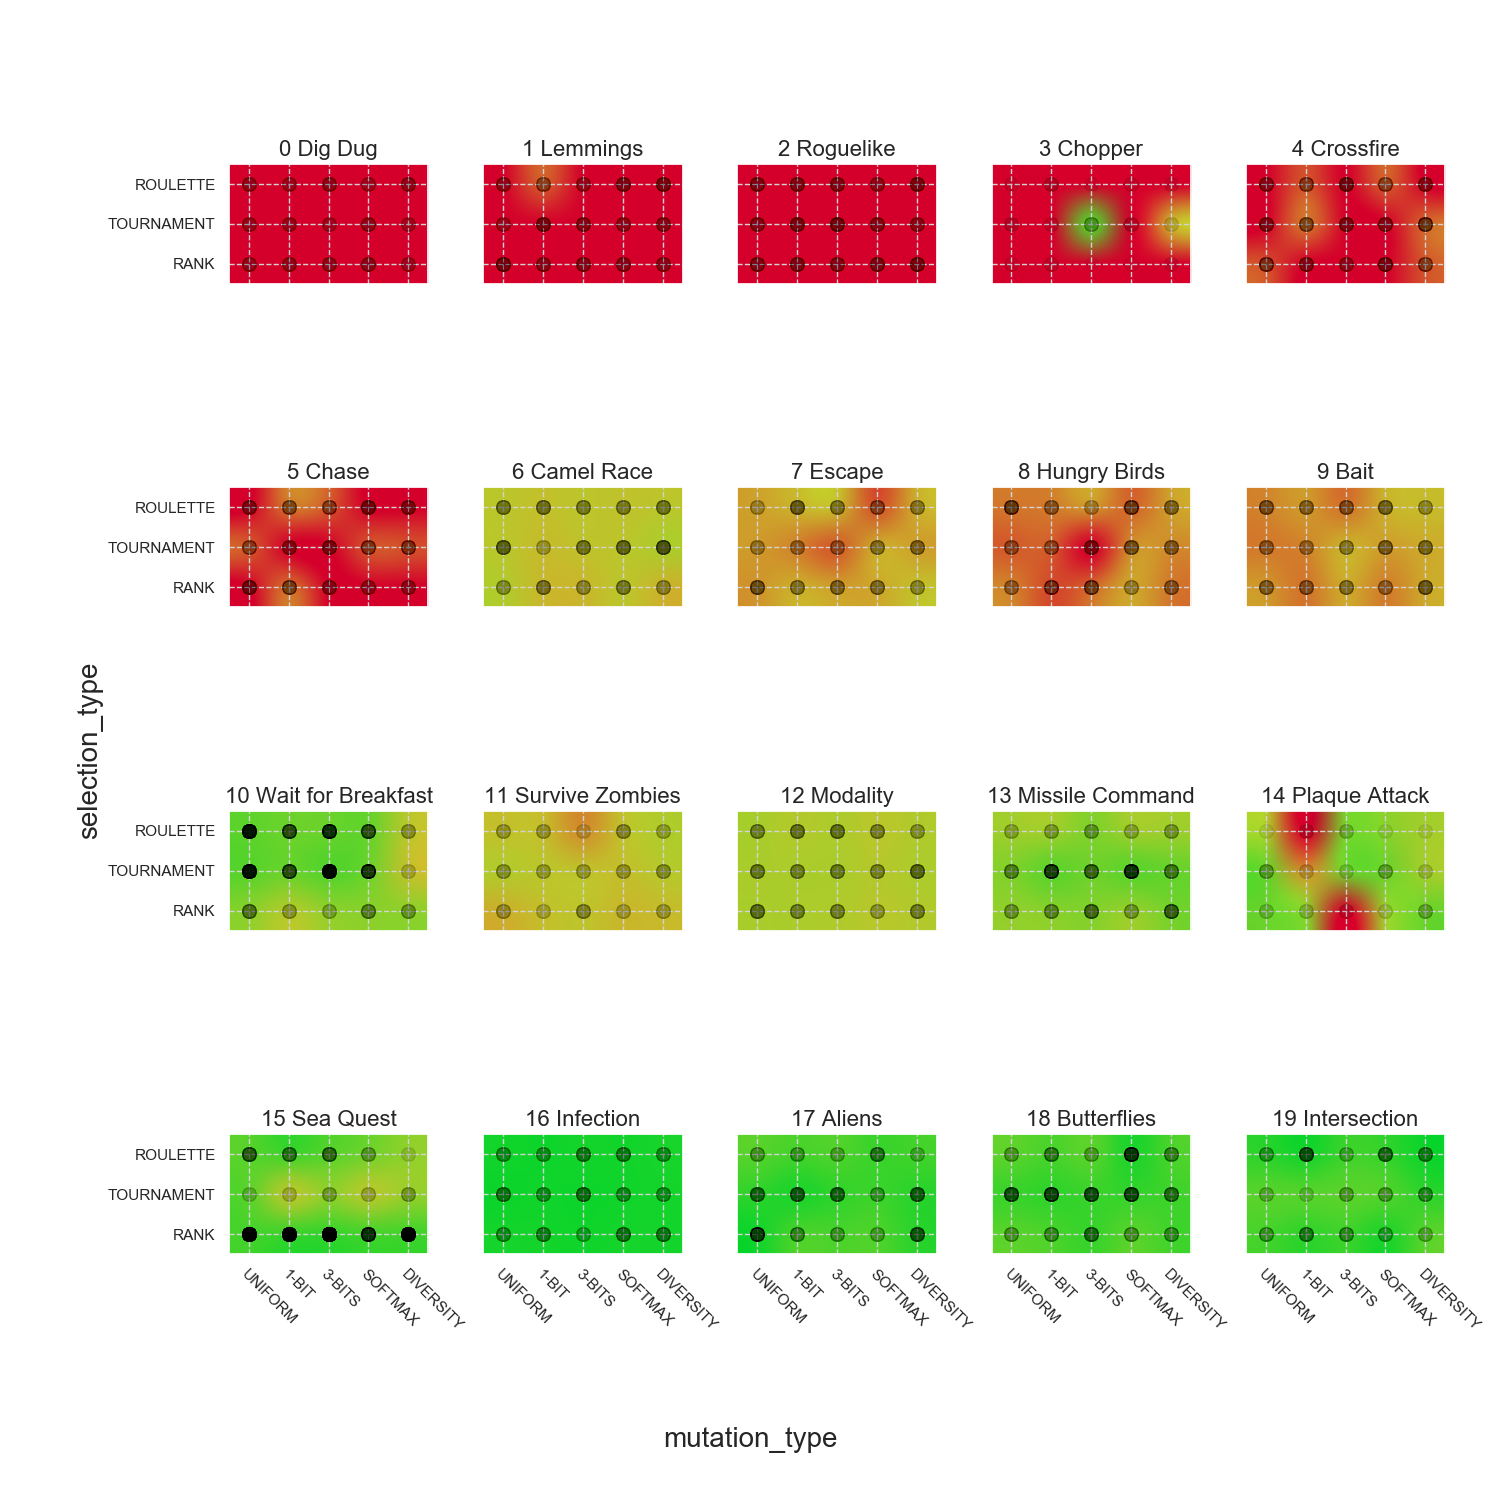 0 Dig Dug
1 Lemmings
2 Roguelike
3 Chopper
4 Crossfire
ROULETTE
TOURNAMENT
RANK
5 Chase
6 Camel Race
7 Escape
8 Hungry Birds
9 Bait
ROULETTE
TOURNAMENT
RANK
selection_type
10 Wait for Breakfast
11 Survive Zombies
12 Modality
13 Missile Command
14 Plaque Attack
ROULETTE
TOURNAMENT
RANK
15 Sea Quest
16 Infection
17 Aliens
18 Butterflies
19 Intersection
ROULETTE
TOURNAMENT
RANK
UNIFORM
1-BIT
3-BITS
SOFTMAX
DIVERSITY
UNIFORM
1-BIT
3-BITS
SOFTMAX
DIVERSITY
UNIFORM
1-BIT
3-BITS
SOFTMAX
DIVERSITY
UNIFORM
1-BIT
3-BITS
SOFTMAX
DIVERSITY
UNIFORM
1-BIT
3-BITS
SOFTMAX
DIVERSITY
mutation_type